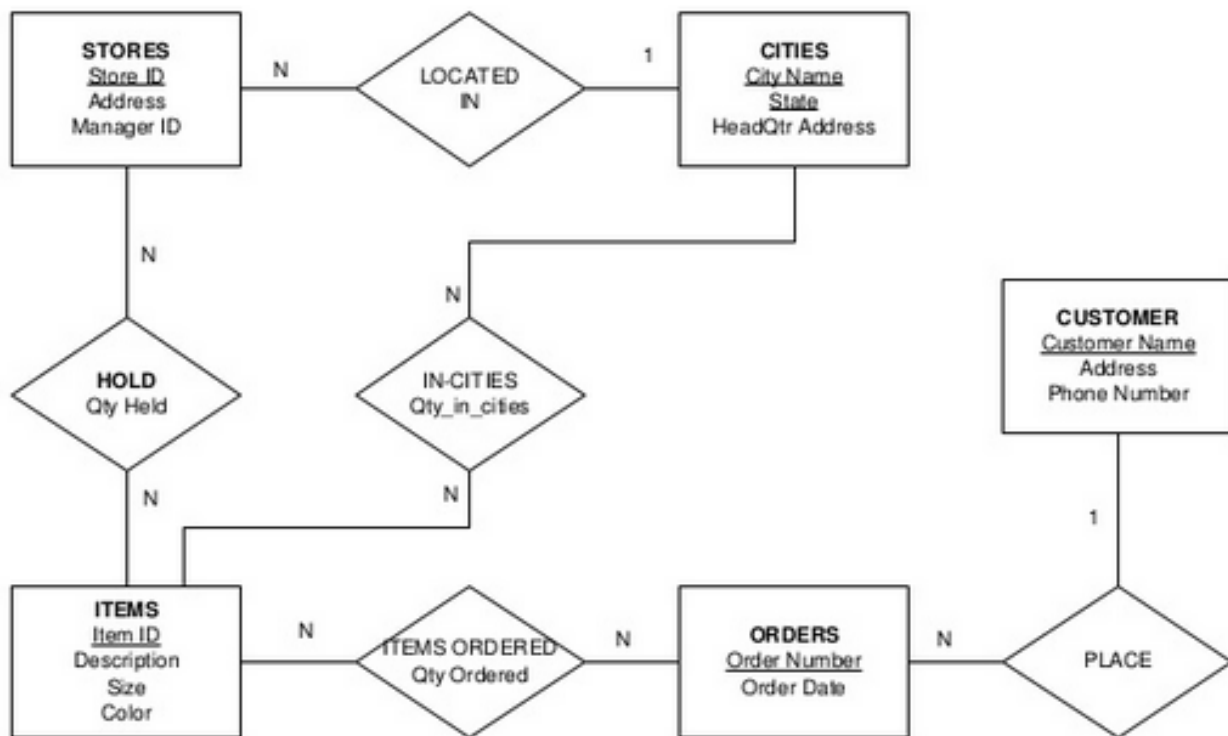 STORES
Store ID
Address
Manager ID
N
LOCATED
IN
1
CITIES
City Name
State
HeadQtr Address
N
N
HOLD
Qty Held
IN-CITIES
Qty_in_cities
CUSTOMER
Customer Name
Address
Phone Number
N
N
1
ITEMS
Item ID
Description
Size
Color
N
ITEMS ORDERED
Qty Ordered
N
ORDERS
Order Number
Order Date
N
PLACE